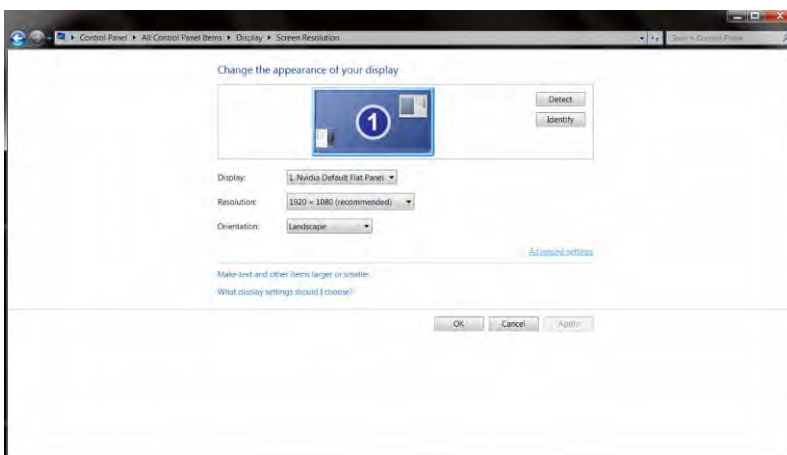 Control Panel ▸ All Control Panel Items ▸ Display ▸ Screen Resolution
Change the appearance of your display
1
Detect
Identify
Display: 1. Nvidia Default Flat Panel
Resolution: 1920 × 1080 (recommended)
Orientation: Landscape
Advanced settings
Make text and other items larger or smaller
What display settings should I choose?
OK Cancel Apply